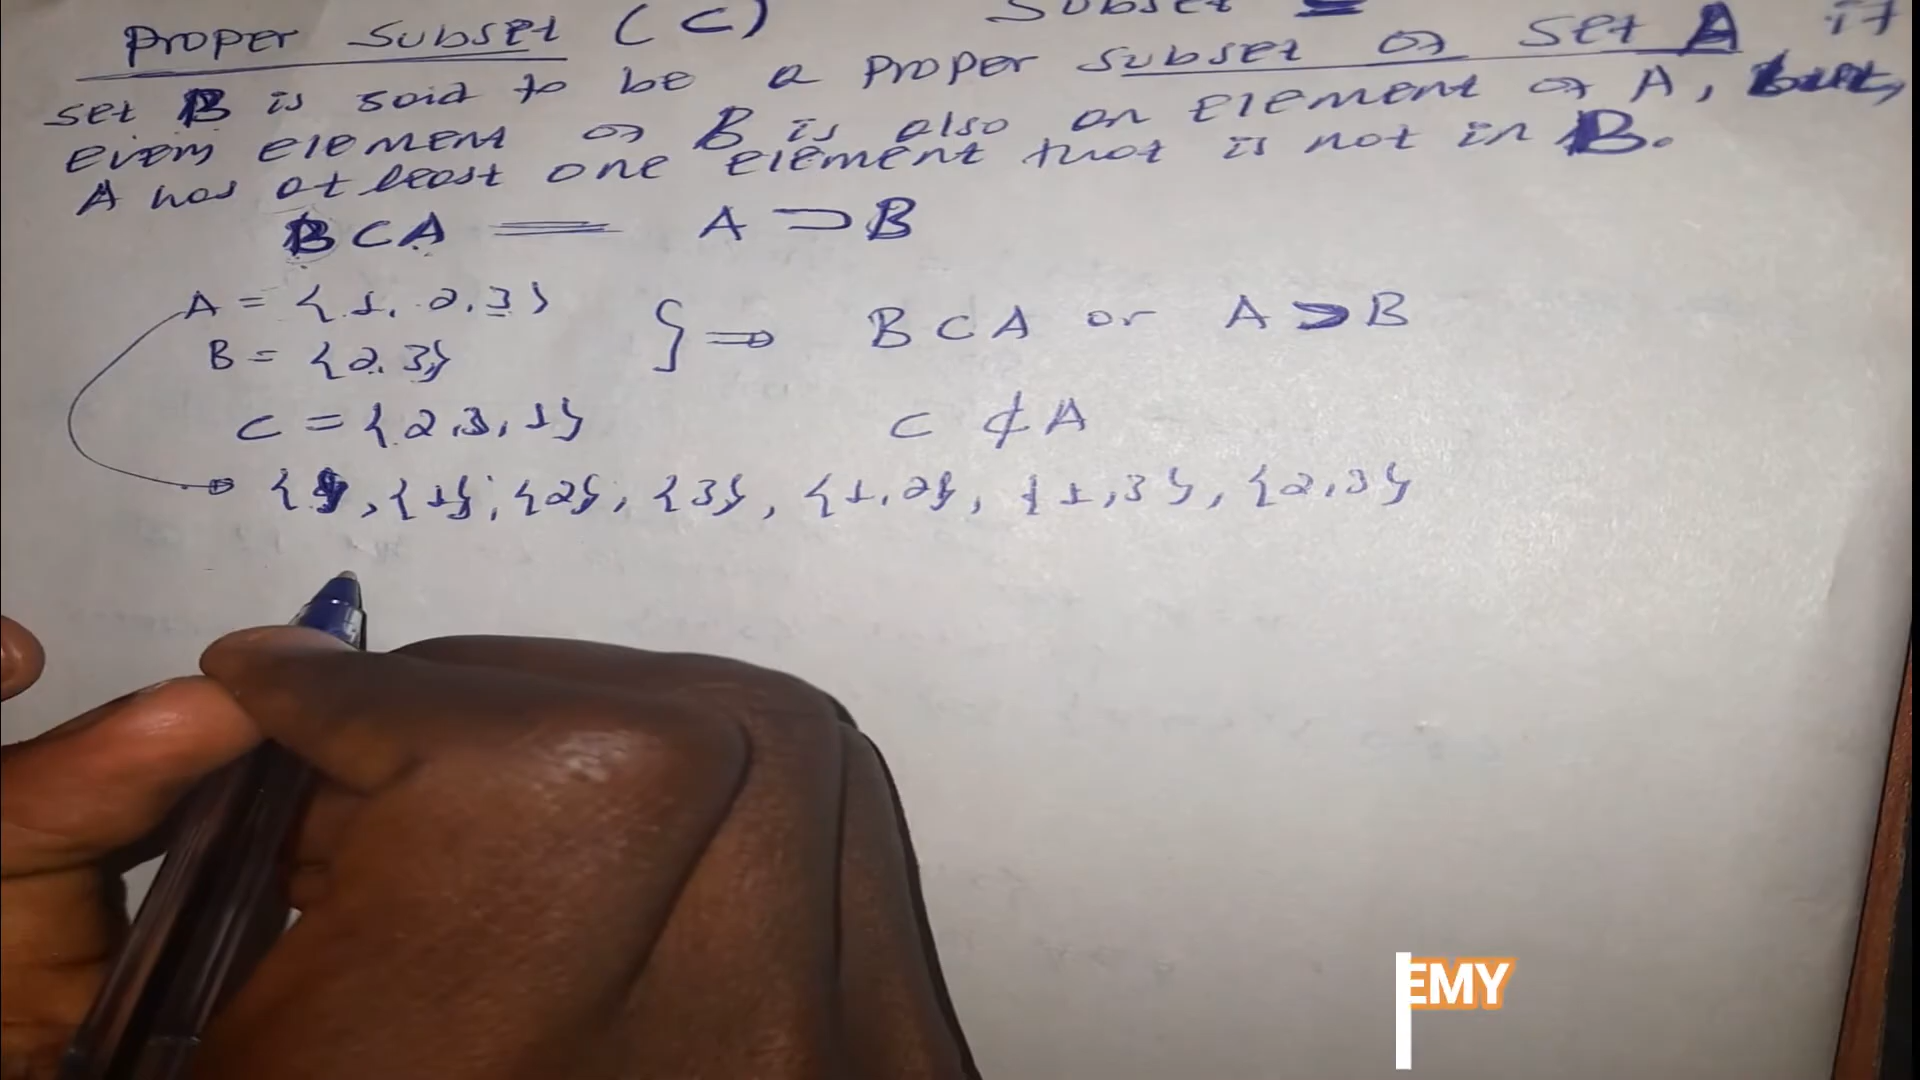 Proper Subset (⊂) Subset ⊆
set B is said to be a proper subset of set A if
every element of B is also an element of A, but,
A has at least one element that is not in B.
B⊂A = A ⊃ B
A = {1, 2, 3}
B = {2, 3}
} ⇒ B⊂A or A⊃B
C = {2,3,1} C ⊄ A
{ }, {1}, {2}, {3}, {1,2}, {1,3}, {2,3}
EMY